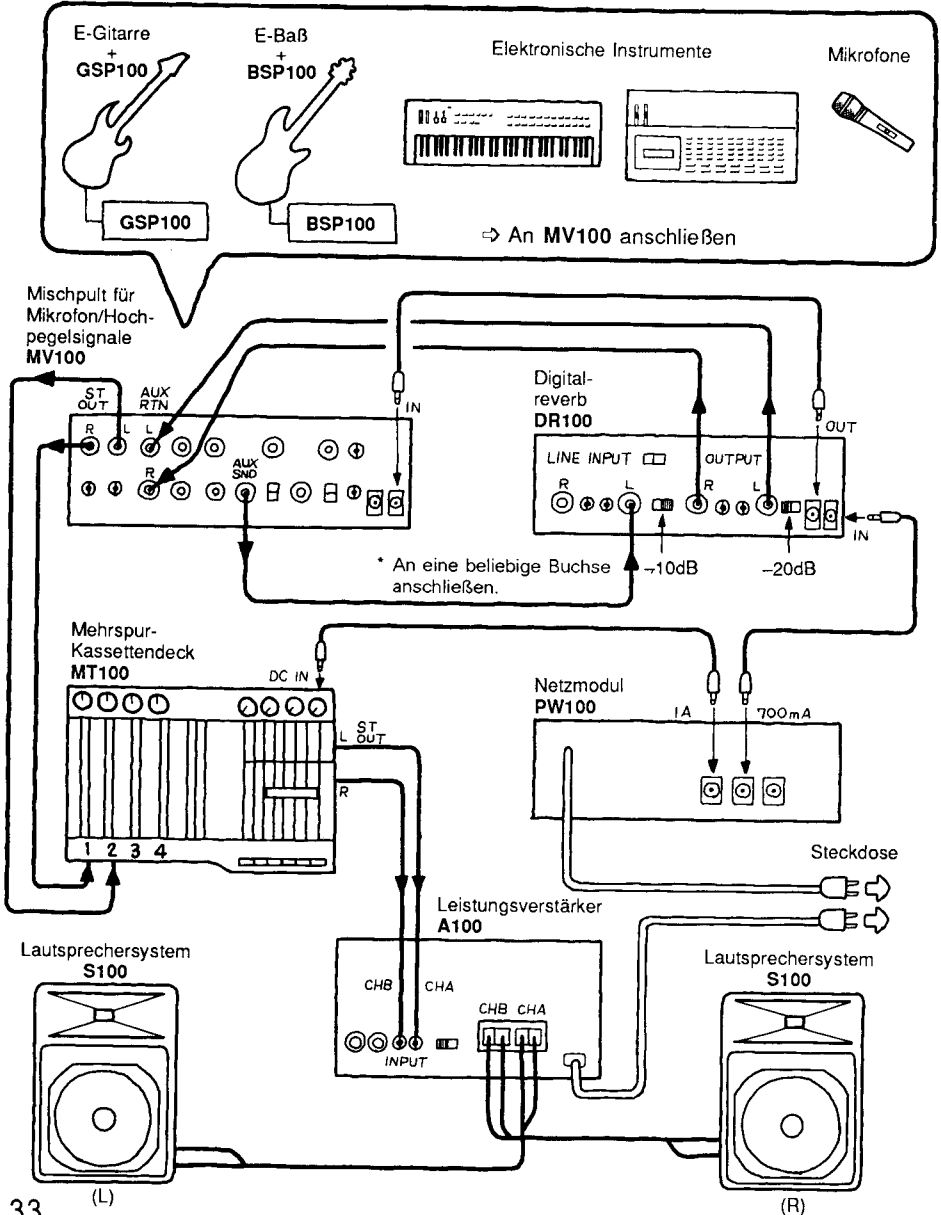 E-Gitarre
+
GSP100
E-Baß
+
BSP100
Elektronische Instrumente
Mikrofone
GSP100
BSP100
⇨ An MV100 anschließen
Mischpult für
Mikrofon/Hoch-
pegelsignale
MV100
ST
OUT
R
L
AUX
RTN
L
R
AUX
SND
IN
Digital-
reverb
DR100
OUT
LINE INPUT
OUTPUT
R
L
R
L
IN
-10dB
-20dB
* An eine beliebige Buchse
anschließen.
Mehrspur-
Kassettendeck
MT100
DC IN
L
ST
OUT
R
1 2 3 4
Netzmodul
PW100
1A
700mA
Steckdose
Leistungsverstärker
A100
CHB
CHA
INPUT
CHB CHA
Lautsprechersystem
S100
(L)
Lautsprechersystem
S100
(R)
33